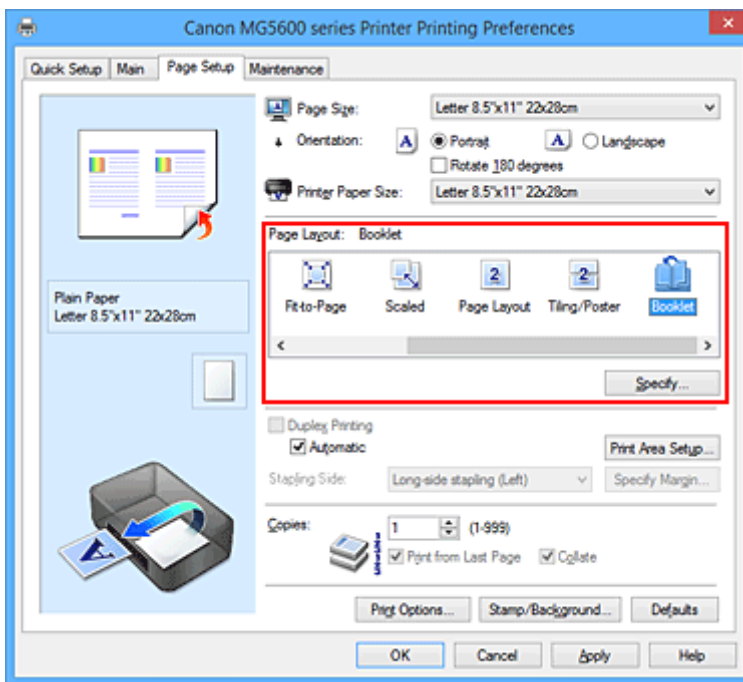 Canon MG5600 series Printer Printing Preferences
Quick Setup Main Page Setup Maintenance
Page Size: Letter 8.5"x11" 22x28cm
Orientation: A Portrait A Landscape
Rotate 180 degrees
Printer Paper Size: Letter 8.5"x11" 22x28cm
Page Layout: Booklet
2 2
Fit-to-Page Scaled Page Layout Tiling/Poster Booklet
Specify...
Plain Paper
Letter 8.5"x11" 22x28cm
Duplex Printing
Automatic Print Area Setup...
Stapling Side: Long-side stapling (Left) Specify Margin...
Copies: 1 (1-999)
Print from Last Page Collate
A
Print Options... Stamp/Background... Defaults
OK Cancel Apply Help